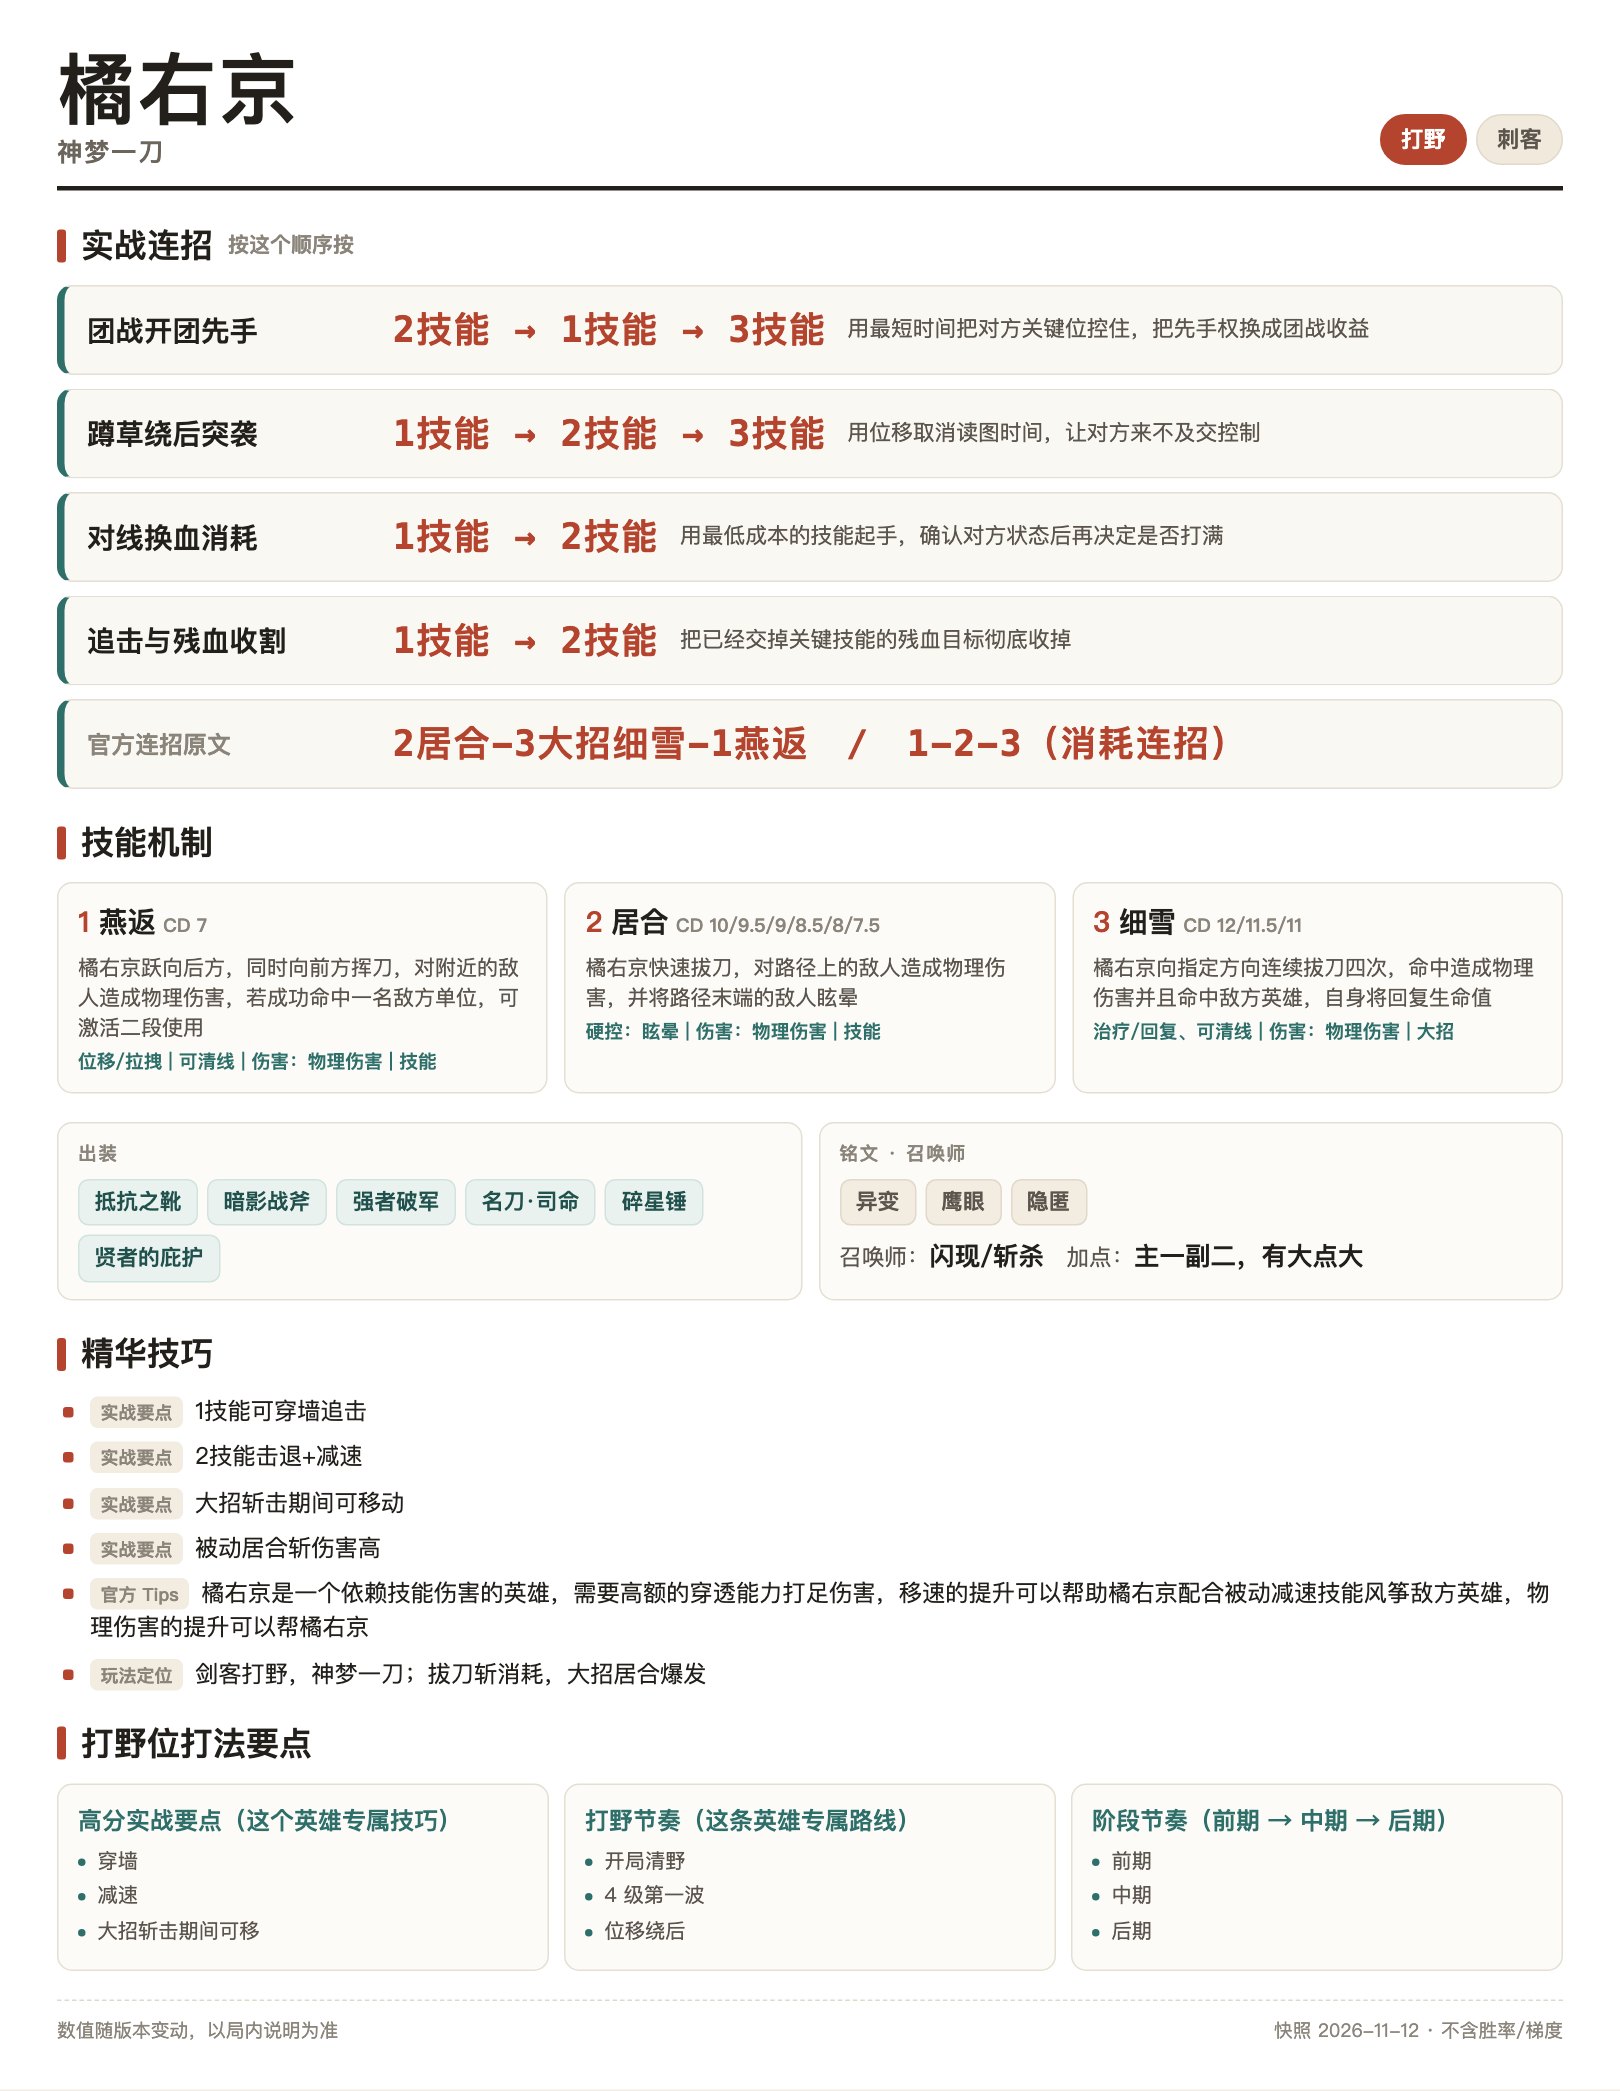 橘右京
神梦一刀
打野 刺客
实战连招 按这个顺序按
团战开团先手 2技能 → 1技能 → 3技能 用最短时间把对方关键位控住，把先手权换成团战收益
蹲草绕后突袭 1技能 → 2技能 → 3技能 用位移取消读图时间，让对方来不及交控制
对线换血消耗 1技能 → 2技能 用最低成本的技能起手，确认对方状态后再决定是否打满
追击与残血收割 1技能 → 2技能 把已经交掉关键技能的残血目标彻底收掉
官方连招原文 2居合–3大招细雪–1燕返 / 1–2–3（消耗连招）
技能机制
1 燕返 CD 7
橘右京跃向后方，同时向前方挥刀，对附近的敌
人造成物理伤害，若成功命中一名敌方单位，可
激活二段使用
位移/拉拽 | 可清线 | 伤害：物理伤害 | 技能
2 居合 CD 10/9.5/9/8.5/8/7.5
橘右京快速拔刀，对路径上的敌人造成物理伤
害，并将路径末端的敌人眩晕
硬控：眩晕 | 伤害：物理伤害 | 技能
3 细雪 CD 12/11.5/11
橘右京向指定方向连续拔刀四次，命中造成物理
伤害并且命中敌方英雄，自身将回复生命值
治疗/回复、可清线 | 伤害：物理伤害 | 大招
出装
抵抗之靴 暗影战斧 强者破军 名刀·司命 碎星锤
贤者的庇护
铭文 · 召唤师
异变 鹰眼 隐匿
召唤师：闪现/斩杀 加点：主一副二，有大点大
精华技巧
实战要点 1技能可穿墙追击
实战要点 2技能击退+减速
实战要点 大招斩击期间可移动
实战要点 被动居合斩伤害高
官方 Tips 橘右京是一个依赖技能伤害的英雄，需要高额的穿透能力打足伤害，移速的提升可以帮助橘右京配合被动减速技能风筝敌方英雄，物
理伤害的提升可以帮橘右京
玩法定位 剑客打野，神梦一刀；拔刀斩消耗，大招居合爆发
打野位打法要点
高分实战要点（这个英雄专属技巧）
• 穿墙
• 减速
• 大招斩击期间可移
打野节奏（这条英雄专属路线）
• 开局清野
• 4 级第一波
• 位移绕后
阶段节奏（前期 → 中期 → 后期）
• 前期
• 中期
• 后期
数值随版本变动，以局内说明为准
快照 2026–11–12 · 不含胜率/梯度